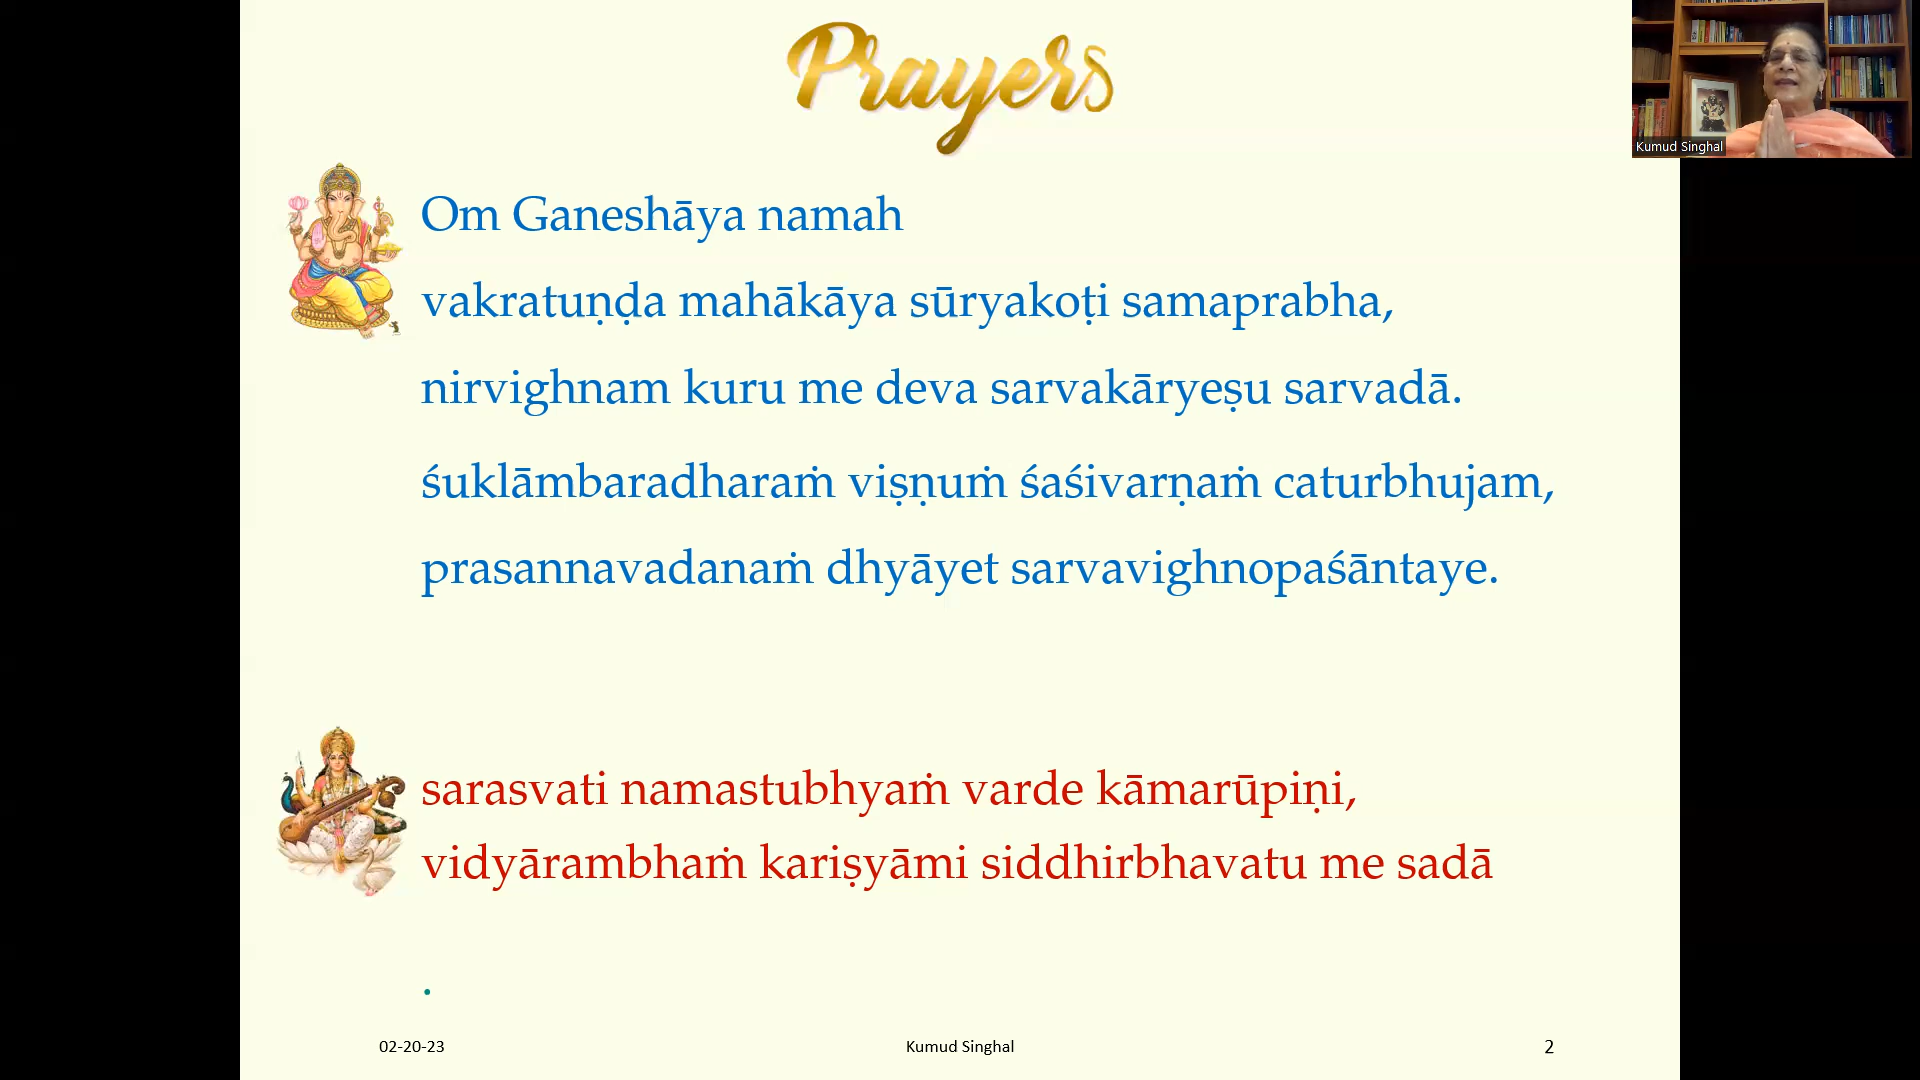 Prayers
Kumud Singhal
Om Ganeshāya namah
vakratuṇḍa mahākāya sūryakoṭi samaprabha,
nirvighnam kuru me deva sarvakāryeṣu sarvadā.
śuklāmbaradharaṁ viṣṇuṁ śaśivarṇaṁ caturbhujam,
prasannavadanaṁ dhyāyet sarvavighnopaśāntaye.
sarasvati namastubhyaṁ varde kāmarūpiṇi,
vidyārambhaṁ kariṣyāmi siddhirbhavatu me sadā
.
02-20-23 Kumud Singhal 2